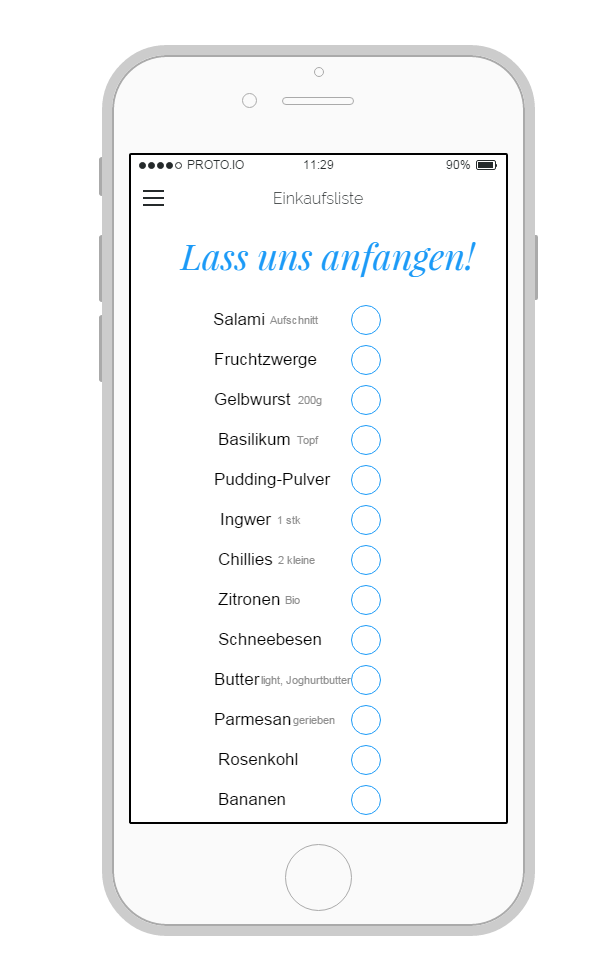 PROTO.IO 11:29 90%
Einkaufsliste
Lass uns anfangen!
Salami Aufschnitt
Fruchtzwerge
Gelbwurst 200g
Basilikum Topf
Pudding-Pulver
Ingwer 1 stk
Chillies 2 kleine
Zitronen Bio
Schneebesen
Butter light, Joghurtbutter
Parmesan gerieben
Rosenkohl
Bananen